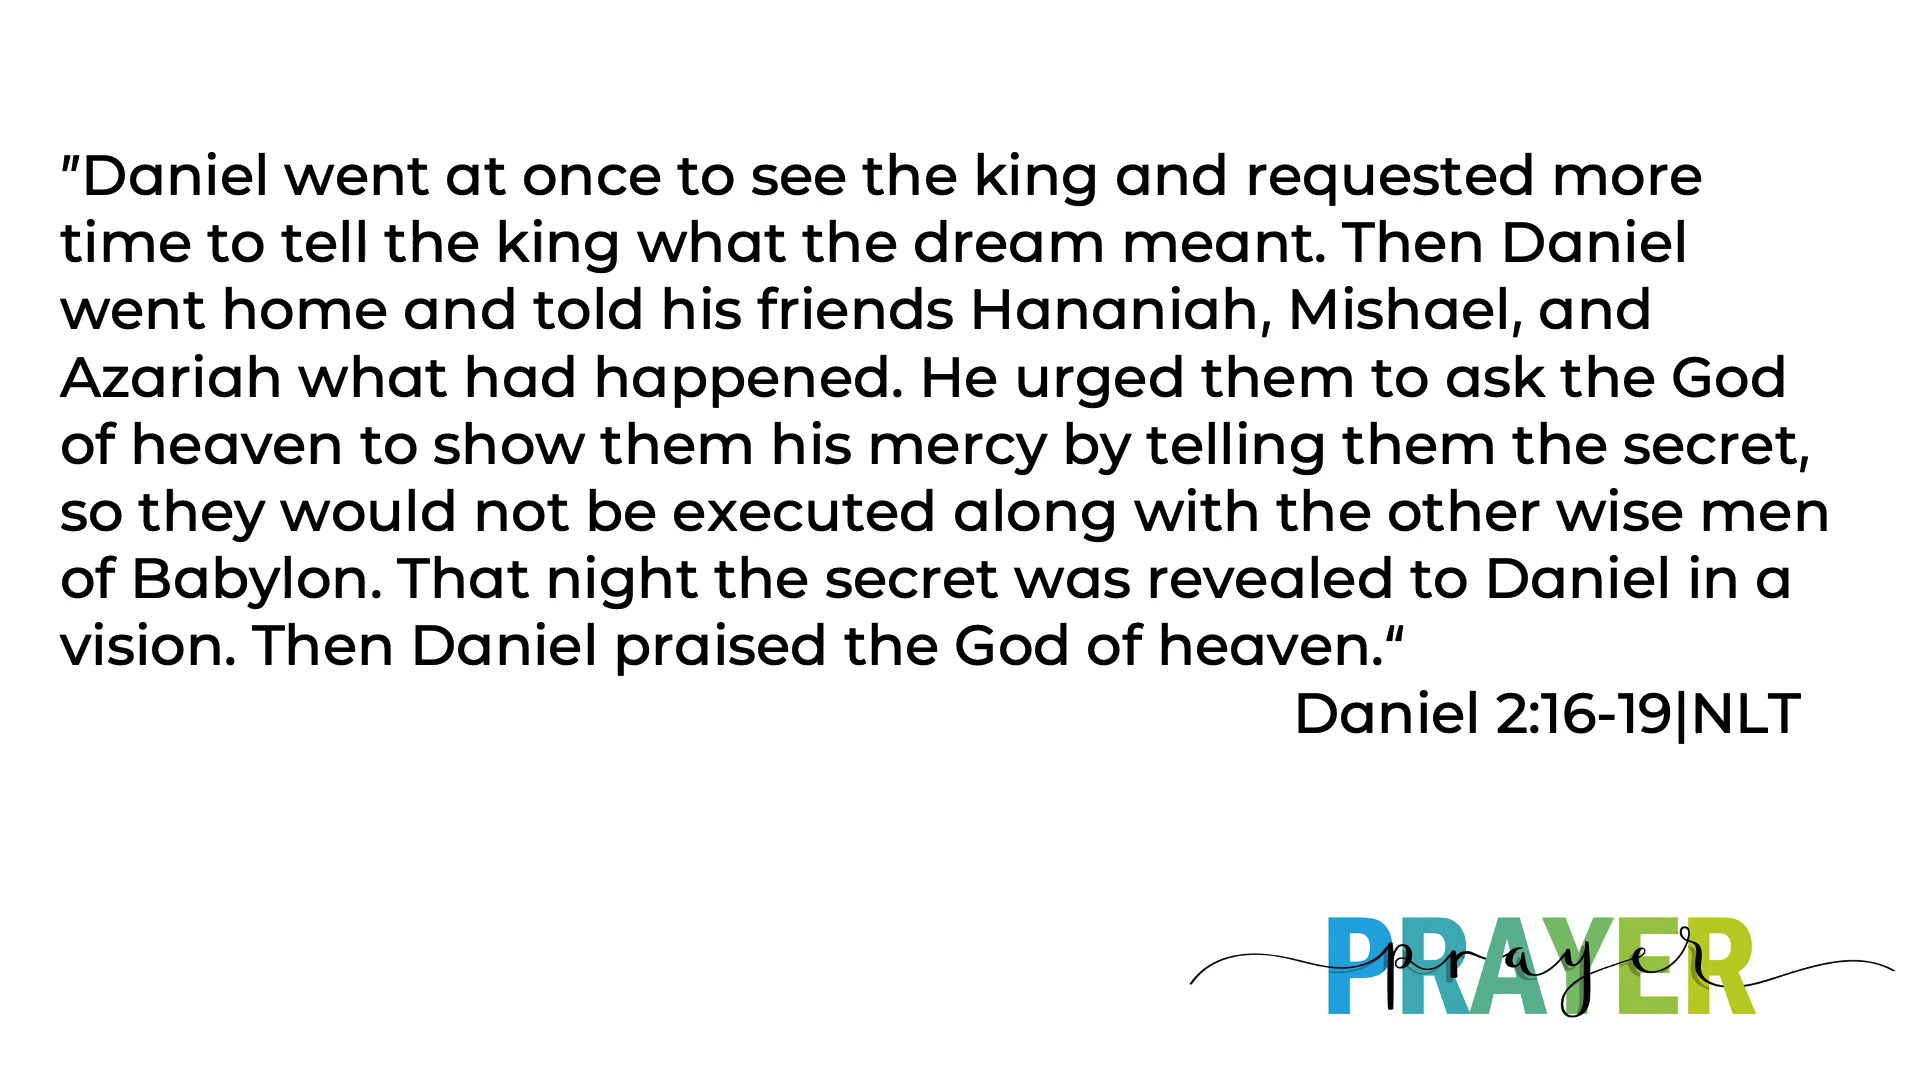 "Daniel went at once to see the king and requested more
time to tell the king what the dream meant. Then Daniel
went home and told his friends Hananiah, Mishael, and
Azariah what had happened. He urged them to ask the God
of heaven to show them his mercy by telling them the secret,
so they would not be executed along with the other wise men
of Babylon. That night the secret was revealed to Daniel in a
vision. Then Daniel praised the God of heaven.“
Daniel 2:16-19|NLT
PRAYER
prayer